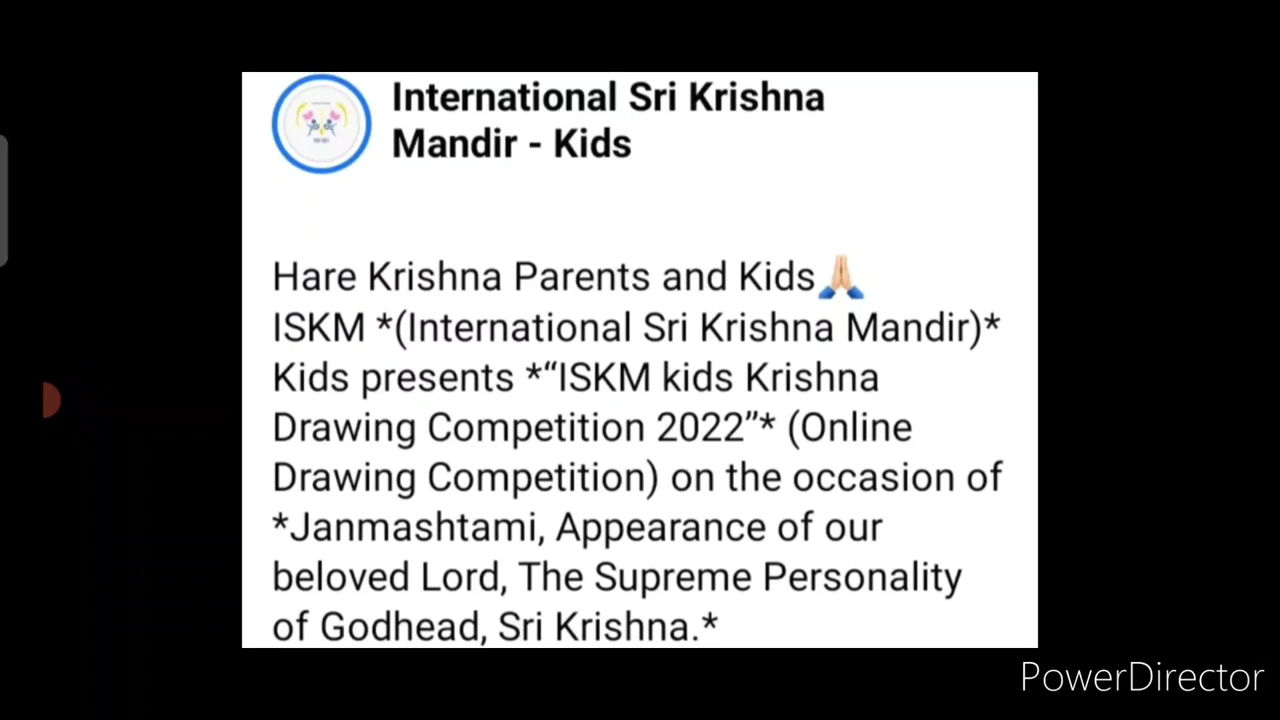 International Sri Krishna
Mandir - Kids
Hare Krishna Parents and Kids🙏🏼
ISKM *(International Sri Krishna Mandir)*
Kids presents *“ISKM kids Krishna
Drawing Competition 2022”* (Online
Drawing Competition) on the occasion of
*Janmashtami, Appearance of our
beloved Lord, The Supreme Personality
of Godhead, Sri Krishna.*
PowerDirector